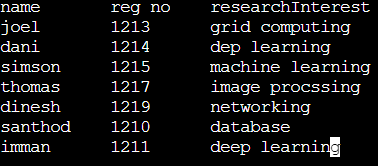 name reg no researchInterest
joel 1213 grid computing
dani 1214 dep learning
simson 1215 machine learning
thomas 1217 image procssing
dinesh 1219 networking
santhod 1210 database
imman 1211 deep learning